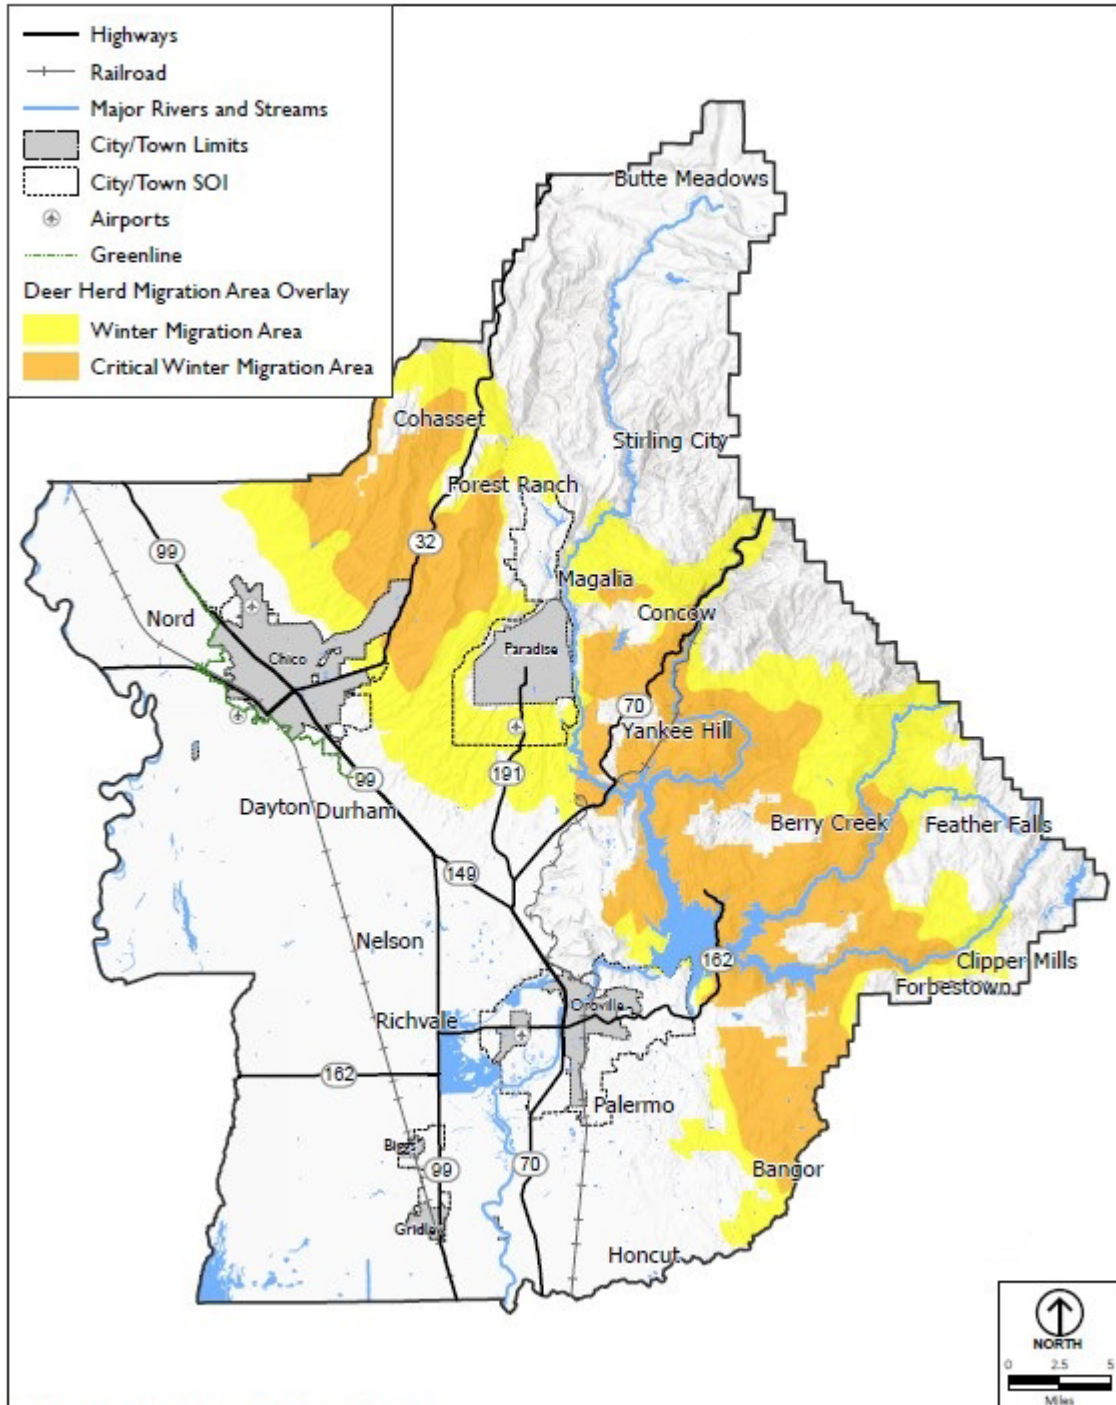 Highways
Railroad
Major Rivers and Streams
City/Town Limits
City/Town SOI
Airports
Greenline
Deer Herd Migration Area Overlay
Winter Migration Area
Critical Winter Migration Area
Butte Meadows
Cohasset
Stirling City
Forest Ranch
32
99
Magalia
Nord
Concow
Chico
Paradise
70
Yankee Hill
191
99
Dayton
Durham
Berry Creek
Feather Falls
149
Nelson
162
Clipper Mills
Forbestown
Oroville
Richvale
162
Palermo
Biggs
99
70
Bangor
Gridley
Honcut
NORTH
0 2.5 5
Miles